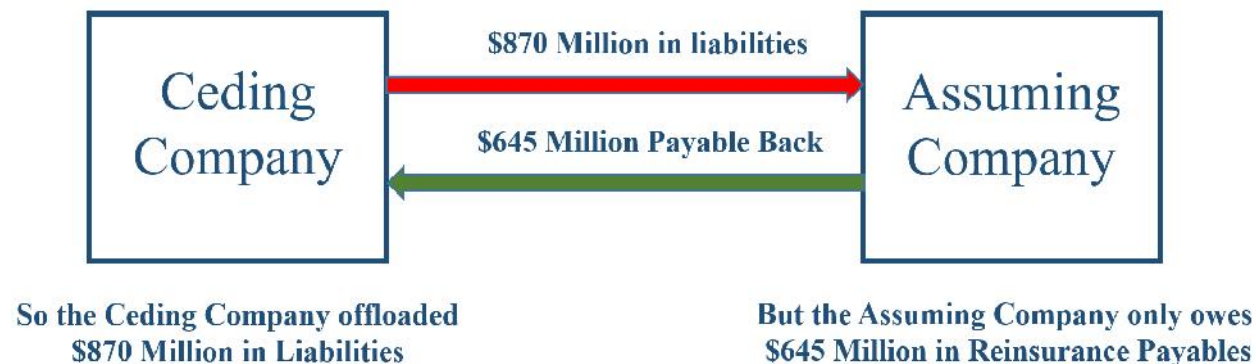 $870 Million in liabilities
Ceding
Company
Assuming
Company
$645 Million Payable Back
So the Ceding Company offloaded
$870 Million in Liabilities
But the Assuming Company only owes
$645 Million in Reinsurance Payables